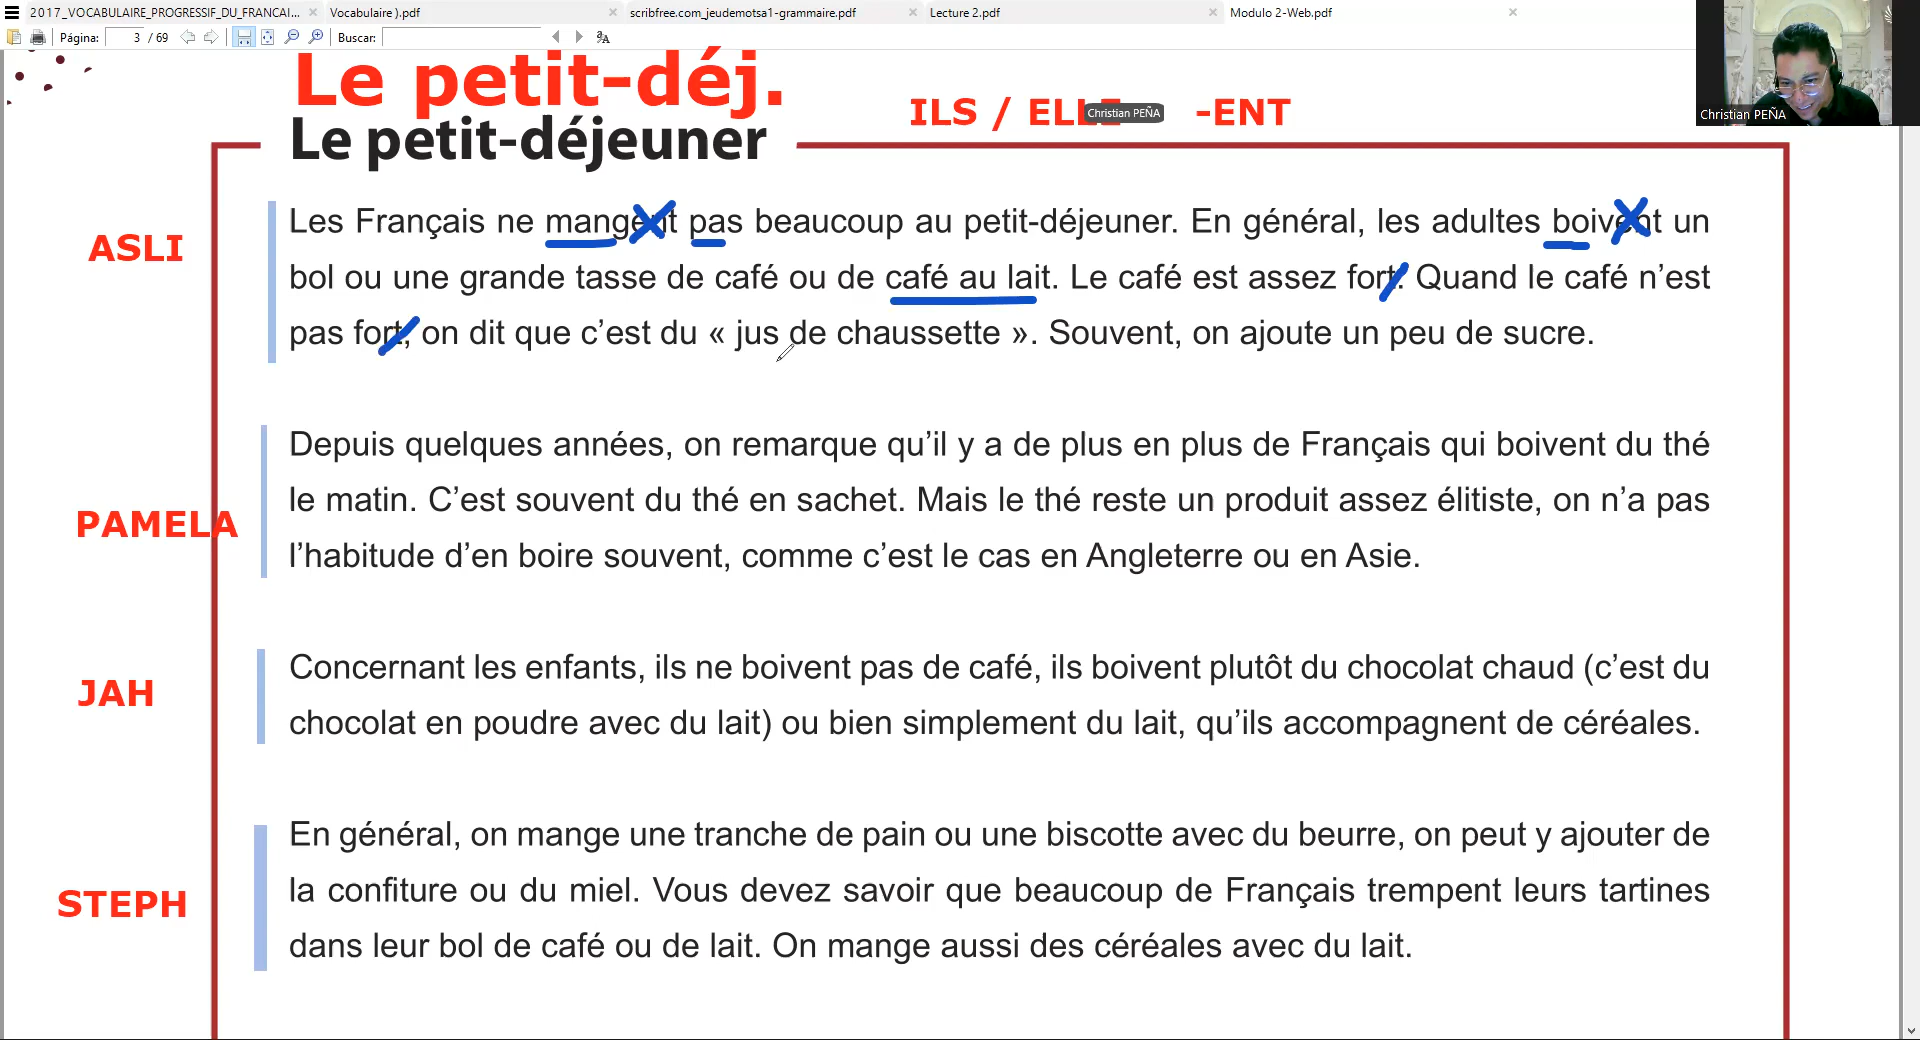 2017_VOCABULAIRE_PROGRESSIF_DU_FRANCAI... Vocabulaire ).pdf scribfree.com_jeudemotsa1-grammaire.pdf Lecture 2.pdf Modulo 2-Web.pdf
Página: 3 / 69 Buscar:
Le petit-déj.
ILS / ELLE -ENT
Christian PEÑA
Christian PEÑA
Le petit-déjeuner
ASLI
Les Français ne mangent pas beaucoup au petit-déjeuner. En général, les adultes boivent un
bol ou une grande tasse de café ou de café au lait. Le café est assez fort. Quand le café n’est
pas fort, on dit que c’est du « jus de chaussette ». Souvent, on ajoute un peu de sucre.
PAMELA
Depuis quelques années, on remarque qu’il y a de plus en plus de Français qui boivent du thé
le matin. C’est souvent du thé en sachet. Mais le thé reste un produit assez élitiste, on n’a pas
l’habitude d’en boire souvent, comme c’est le cas en Angleterre ou en Asie.
JAH
Concernant les enfants, ils ne boivent pas de café, ils boivent plutôt du chocolat chaud (c’est du
chocolat en poudre avec du lait) ou bien simplement du lait, qu’ils accompagnent de céréales.
STEPH
En général, on mange une tranche de pain ou une biscotte avec du beurre, on peut y ajouter de
la confiture ou du miel. Vous devez savoir que beaucoup de Français trempent leurs tartines
dans leur bol de café ou de lait. On mange aussi des céréales avec du lait.